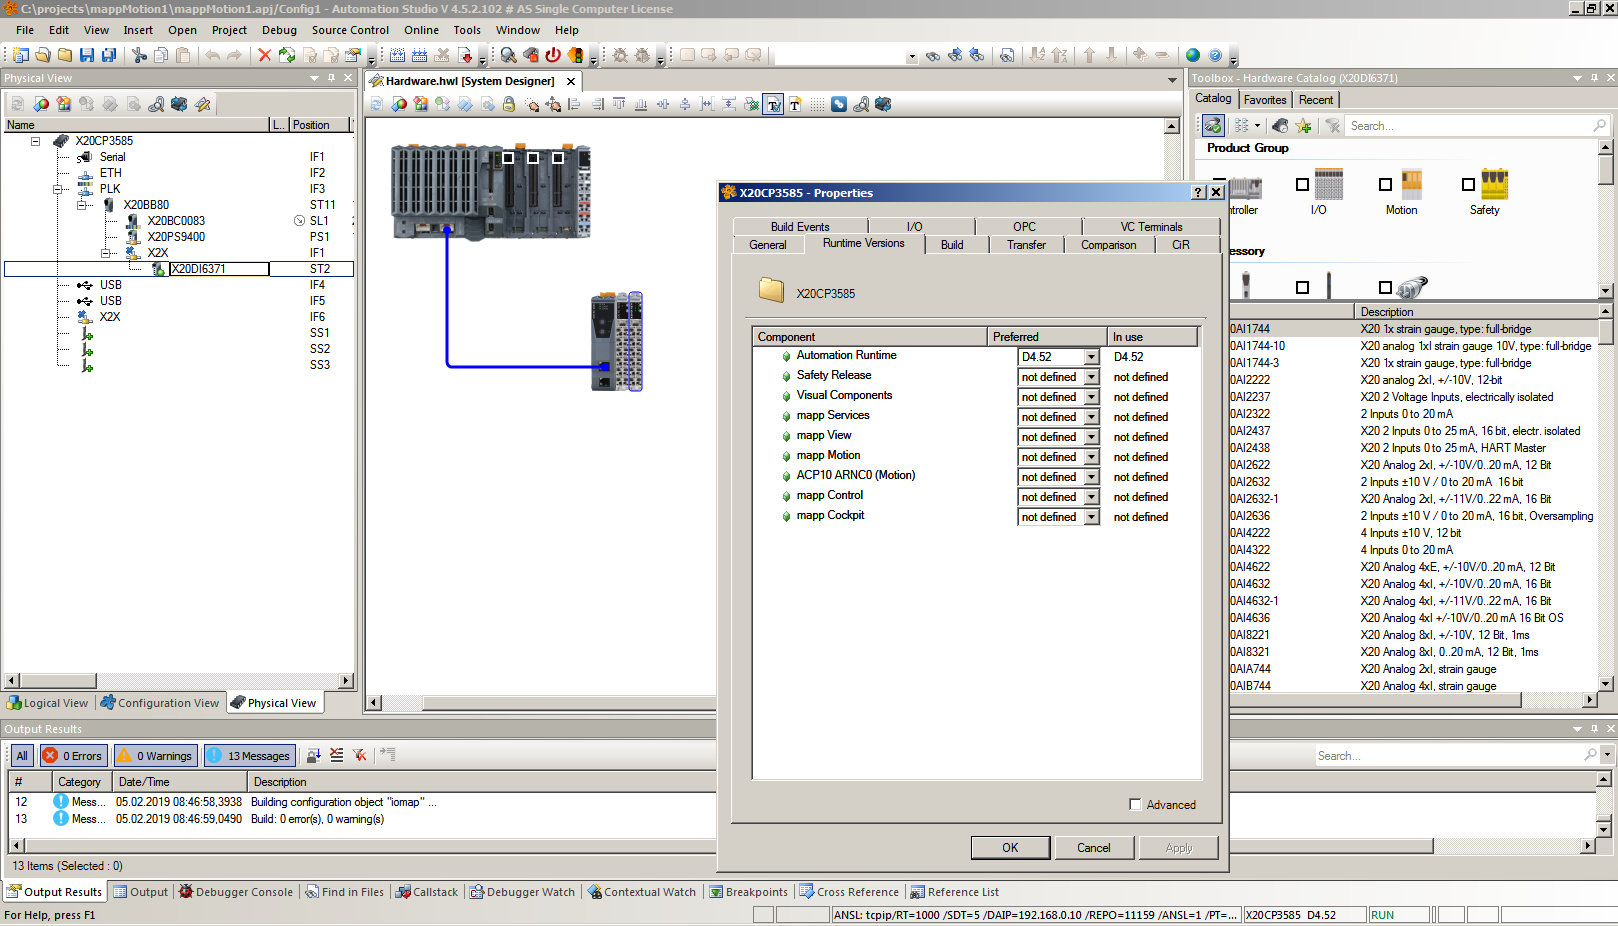 C:\projects\mappMotion1\mappMotion1.apj/Config1 - Automation Studio V 4.5.2.102 # AS Single Computer License
File Edit View Insert Open Project Debug Source Control Online Tools Window Help
Physical View
Hardware.hwl [System Designer]
Toolbox - Hardware Catalog (X20DI6371)
Catalog Favorites Recent
Search...
Name L.. Position
X20CP3585
Serial IF1
ETH IF2
PLK IF3
X20BB80 ST11
X20BC0083 SL1
X20PS9400 PS1
X2X IF1
X20DI6371 ST2
USB IF4
USB IF5
X2X IF6
SS1
SS2
SS3
Logical View Configuration View Physical View
Product Group
ntroller I/O Motion Safety
essory
Description
0AI1744 X20 1x strain gauge, type: full-bridge
0AI1744-10 X20 analog 1xI strain gauge 10V, type: full-bridge
0AI1744-3 X20 1x strain gauge, type: full-bridge
0AI2222 X20 analog 2xI, +/-10V, 12-bit
0AI2237 X20 2 Voltage Inputs, electrically isolated
0AI2322 2 Inputs 0 to 20 mA
0AI2437 X20 2 Inputs 0 to 25 mA, 16 bit, electr. isolated
0AI2438 X20 2 Inputs 0 to 25 mA, HART Master
0AI2622 X20 Analog 2xI, +/-10V/0..20 mA, 12 Bit
0AI2632 2 Inputs ±10 V / 0 to 20 mA 16 bit
0AI2632-1 X20 Analog 2xI, +/-11V/0..22 mA, 16 Bit
0AI2636 2 Inputs ±10 V / 0 to 20 mA, 16 bit, Oversampling
0AI4222 4 Inputs ±10 V, 12 bit
0AI4322 4 Inputs 0 to 20 mA
0AI4622 X20 Analog 4xE, +/-10V/0..20 mA, 12 Bit
0AI4632 X20 Analog 4xI, +/-10V/0..20 mA, 16 Bit
0AI4632-1 X20 Analog 4xI, +/-11V/0..22 mA, 16 Bit
0AI4636 X20 Analog 4xI +/-10V/0..20 mA 16 Bit OS
0AI8221 X20 Analog 8xI, +/-10V, 12 Bit, 1ms
0AI8321 X20 Analog 8xI, 0..20 mA, 12 Bit, 1ms
0AIA744 X20 Analog 2xI, strain gauge
0AIB744 X20 Analog 4xI, strain gauge
X20CP3585 - Properties
Build Events I/O OPC VC Terminals
General Runtime Versions Build Transfer Comparison CiR
X20CP3585
Component Preferred In use
Automation Runtime D4.52 D4.52
Safety Release not defined not defined
Visual Components not defined not defined
mapp Services not defined not defined
mapp View not defined not defined
mapp Motion not defined not defined
ACP10 ARNC0 (Motion) not defined not defined
mapp Control not defined not defined
mapp Cockpit not defined not defined
Advanced
OK Cancel Apply
Output Results
All 0 Errors 0 Warnings 13 Messages
Search...
# Category Date/Time Description
12 Mess... 05.02.2019 08:46:58,3938 Building configuration object "iomap" ...
13 Mess... 05.02.2019 08:46:59,0490 Build: 0 error(s), 0 warning(s)
13 Items (Selected : 0)
Output Results Output Debugger Console Find in Files Callstack Debugger Watch Contextual Watch Breakpoints Cross Reference Reference List
For Help, press F1
ANSL: tcpip/RT=1000 /SDT=5 /DAIP=192.168.0.10 /REPO=11159 /ANSL=1 /PT=... X20CP3585 D4.52 RUN